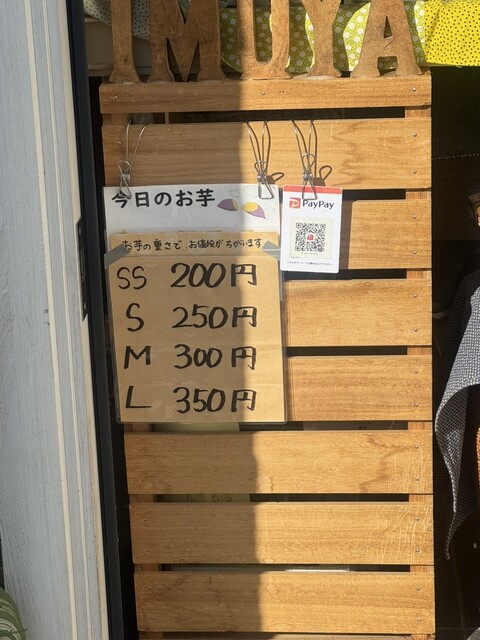 IMUYA
今日のお芋
PayPay
お芋の重さで、お値段がちがいます
SS 200円
S 250円
M 300円
L 350円